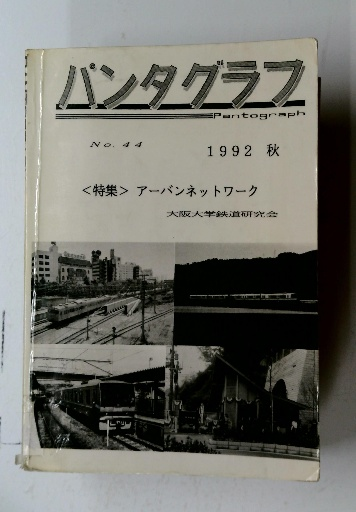 パンタグラフ
Pantograph
No. 44
1992 秋
＜特集＞ アーバンネットワーク
大阪大学鉄道研究会